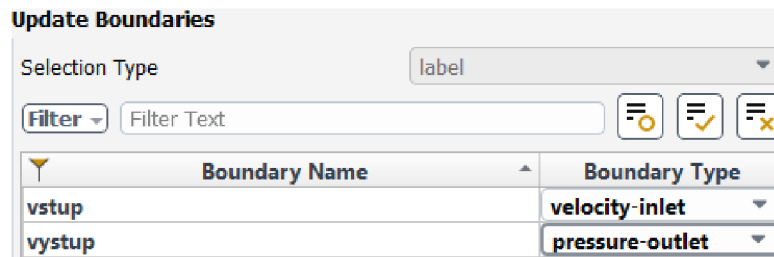 Update Boundaries
Selection Type label
Filter Filter Text
Boundary Name Boundary Type
vstup velocity-inlet
vystup pressure-outlet